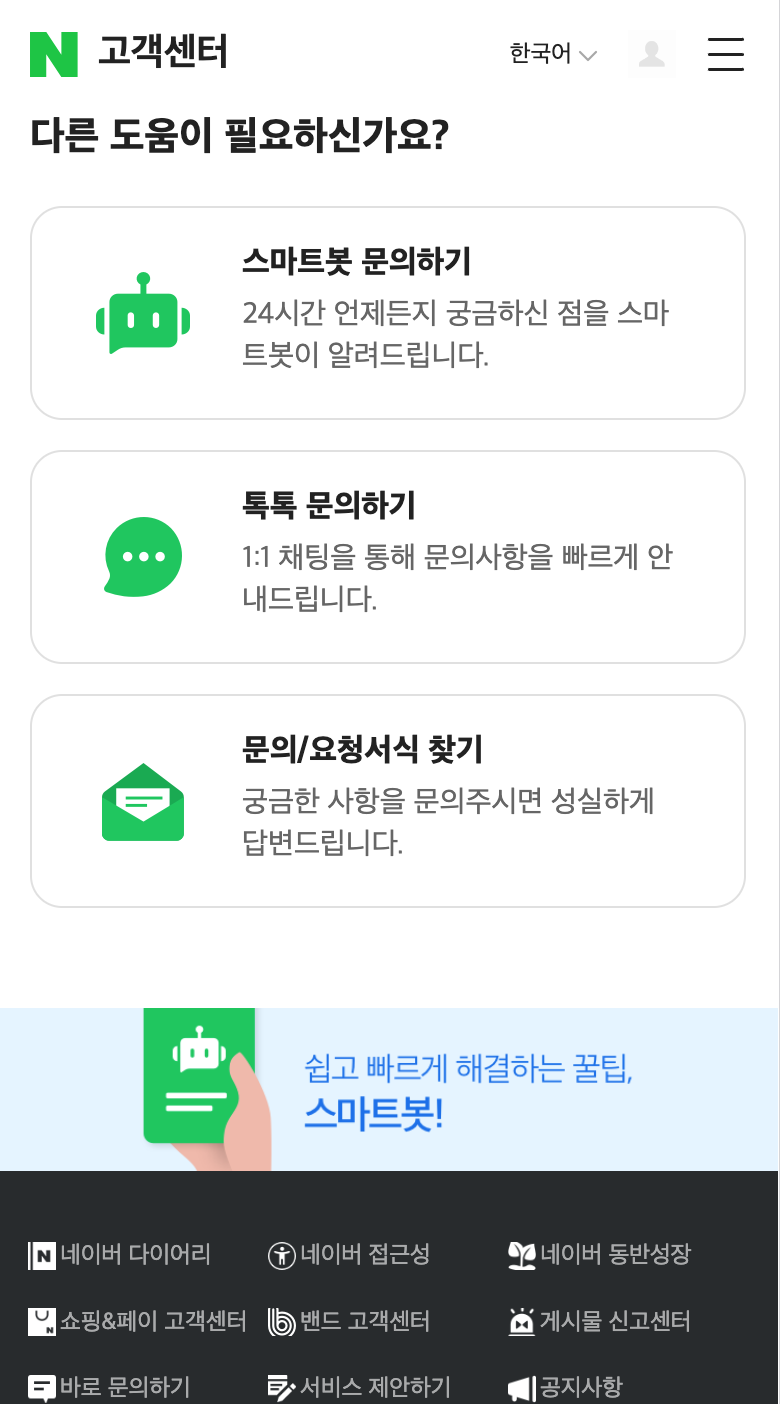 고객센터
한국어
다른 도움이 필요하신가요?
스마트봇 문의하기
24시간 언제든지 궁금하신 점을 스마
트봇이 알려드립니다.
톡톡 문의하기
1:1 채팅을 통해 문의사항을 빠르게 안
내드립니다.
문의/요청서식 찾기
궁금한 사항을 문의주시면 성실하게
답변드립니다.
쉽고 빠르게 해결하는 꿀팁,
스마트봇!
네이버 다이어리
네이버 접근성
네이버 동반성장
쇼핑&페이 고객센터
밴드 고객센터
게시물 신고센터
바로 문의하기
서비스 제안하기
공지사항